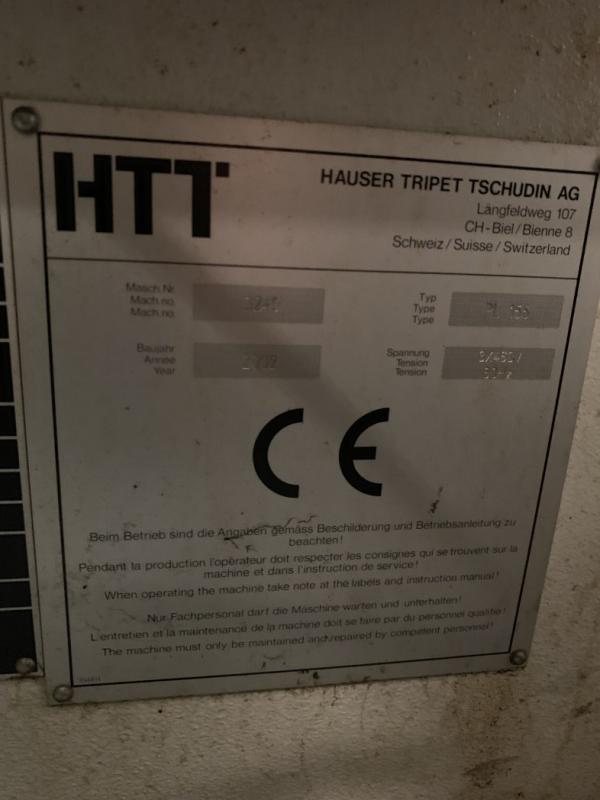 HTT
HAUSER TRIPET TSCHUDIN AG
Längfeldweg 107
CH-Biel/Bienne 8
Schweiz/Suisse/Switzerland
Masch.Nr.
Mach.no.
Mach.no.
Typ
Type
Type
PL 155
Baujahr
Année
Year
Spannung
Tension
Tension
CE
Beim Betrieb sind die Angaben gemäss Beschilderung und Betriebsanleitung zu
beachten!
Pendant la production l'opérateur doit respecter les consignes qui se trouvent sur la
machine et dans l'instruction de service!
When operating the machine take note at the labels and instruction manual!
Nur Fachpersonal darf die Maschine warten und unterhalten!
L'entretien et la maintenance de la machine doit se faire par du personnel qualifié!
The machine must only be maintained and repaired by competent personnel!